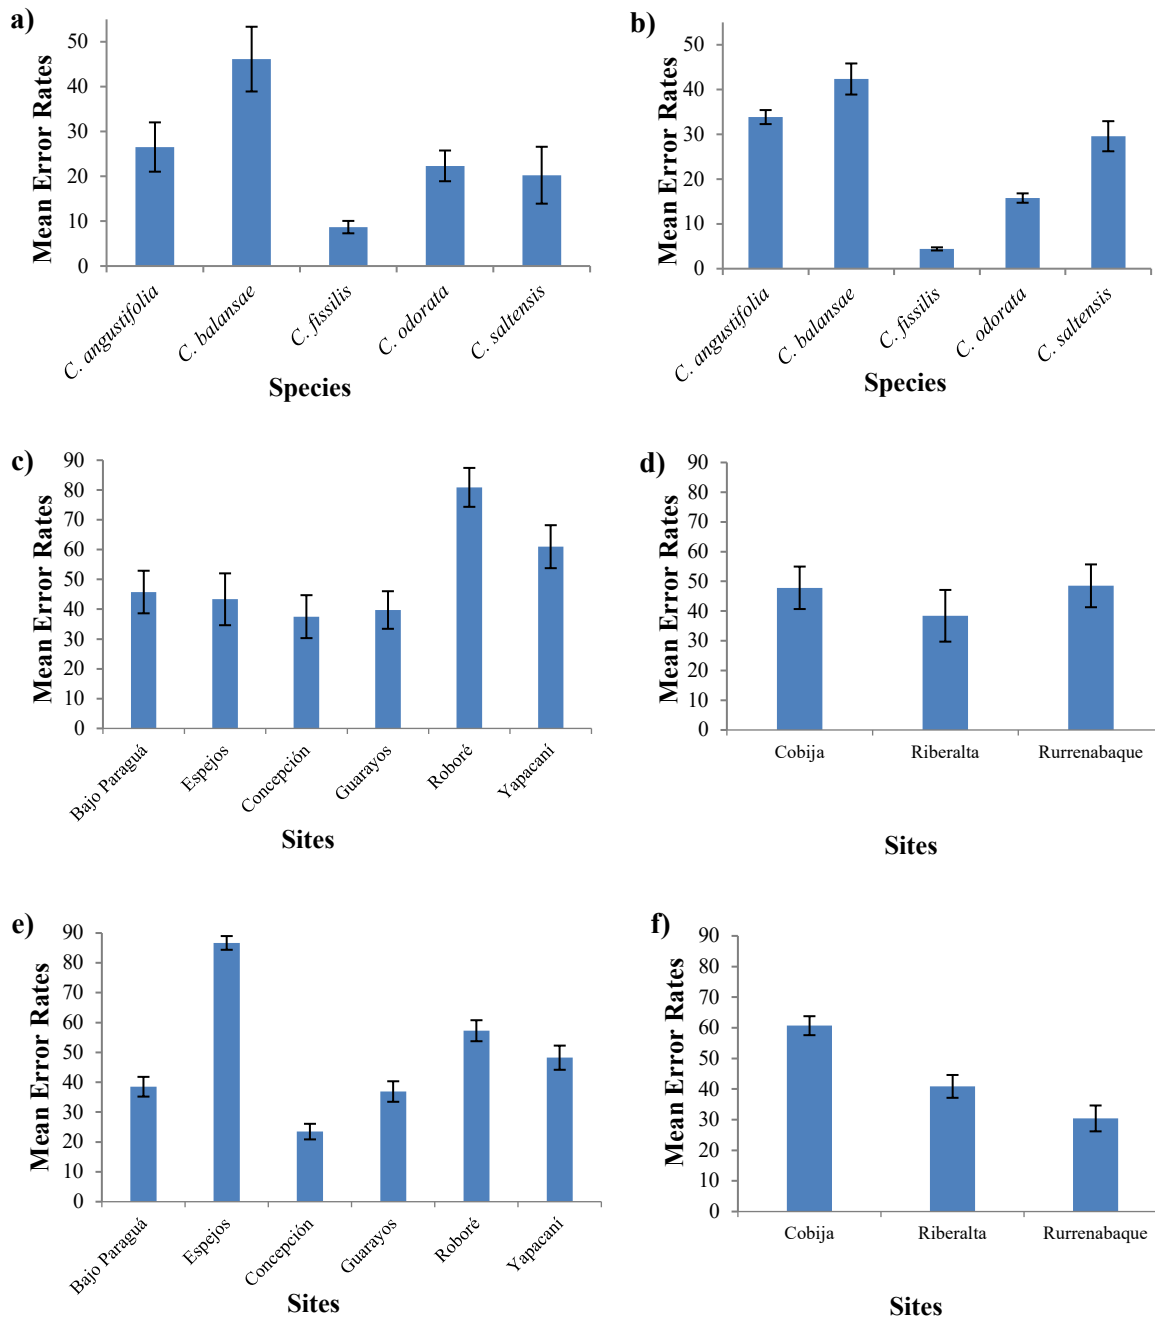 a)
Mean Error Rates
50
40
30
20
10
0
C. angustifolia
C. balansae
C. fissilis
C. odorata
C. saltensis
Species
b)
Mean Error Rates
50
40
30
20
10
0
C. angustifolia
C. balansae
C. fissilis
C. odorata
C. saltensis
Species
c)
Mean Error Rates
90
80
70
60
50
40
30
20
10
0
Bajo Paraguá
Espejos
Concepción
Guarayos
Roboré
Yapacaní
Sites
d)
Mean Error Rates
90
80
70
60
50
40
30
20
10
0
Cobija
Riberalta
Rurrenabaque
Sites
e)
Mean Error Rates
90
80
70
60
50
40
30
20
10
0
Bajo Paraguá
Espejos
Concepción
Guarayos
Roboré
Yapacaní
Sites
f)
Mean Error Rates
90
80
70
60
50
40
30
20
10
0
Cobija
Riberalta
Rurrenabaque
Sites